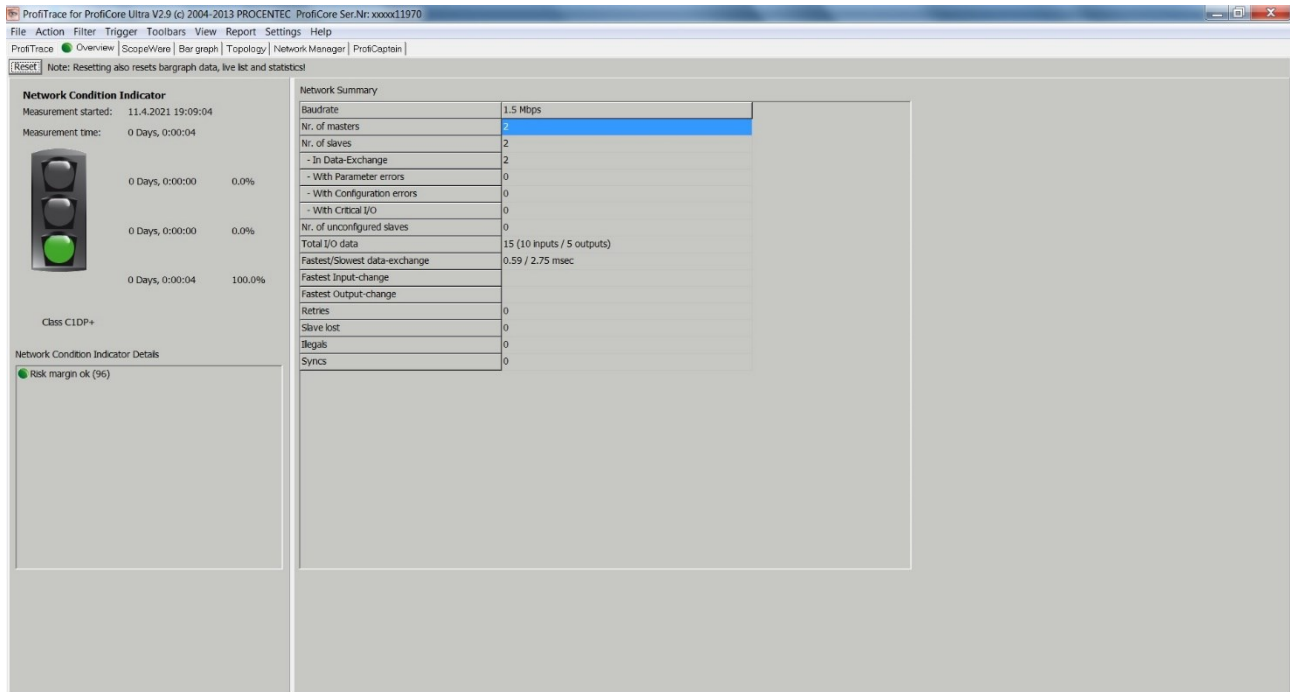 ProfiTrace for ProfiCore Ultra V2.9 (c) 2004-2013 PROCENTEC ProfiCore Ser.Nr: xxxxx11970
File Action Filter Trigger Toolbars View Report Settings Help
ProfiTrace Overview ScopeWare Bar graph Topology Network Manager ProfiCaptain
Reset Note: Resetting also resets bargraph data, live list and statistics!
Network Condition Indicator
Measurement started: 11.4.2021 19:09:04
Measurement time: 0 Days, 0:00:04
0 Days, 0:00:00 0.0%
0 Days, 0:00:00 0.0%
0 Days, 0:00:04 100.0%
Class C1DP+
Network Condition Indicator Details
Risk margin ok (96)
Network Summary
Baudrate 1.5 Mbps
Nr. of masters 2
Nr. of slaves 2
- In Data-Exchange 2
- With Parameter errors 0
- With Configuration errors 0
- With Critical I/O 0
Nr. of unconfigured slaves 0
Total I/O data 15 (10 inputs / 5 outputs)
Fastest/Slowest data-exchange 0.59 / 2.75 msec
Fastest Input-change
Fastest Output-change
Retries 0
Slave lost 0
Illegals 0
Syncs 0